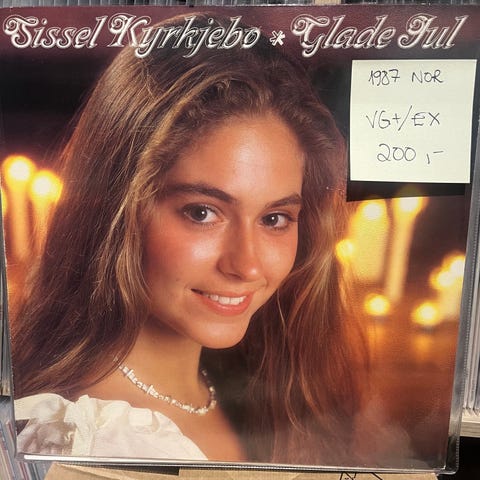 Sissel Kyrkjebø * Glade Jul
1987 NOR
VG+/EX
200,-